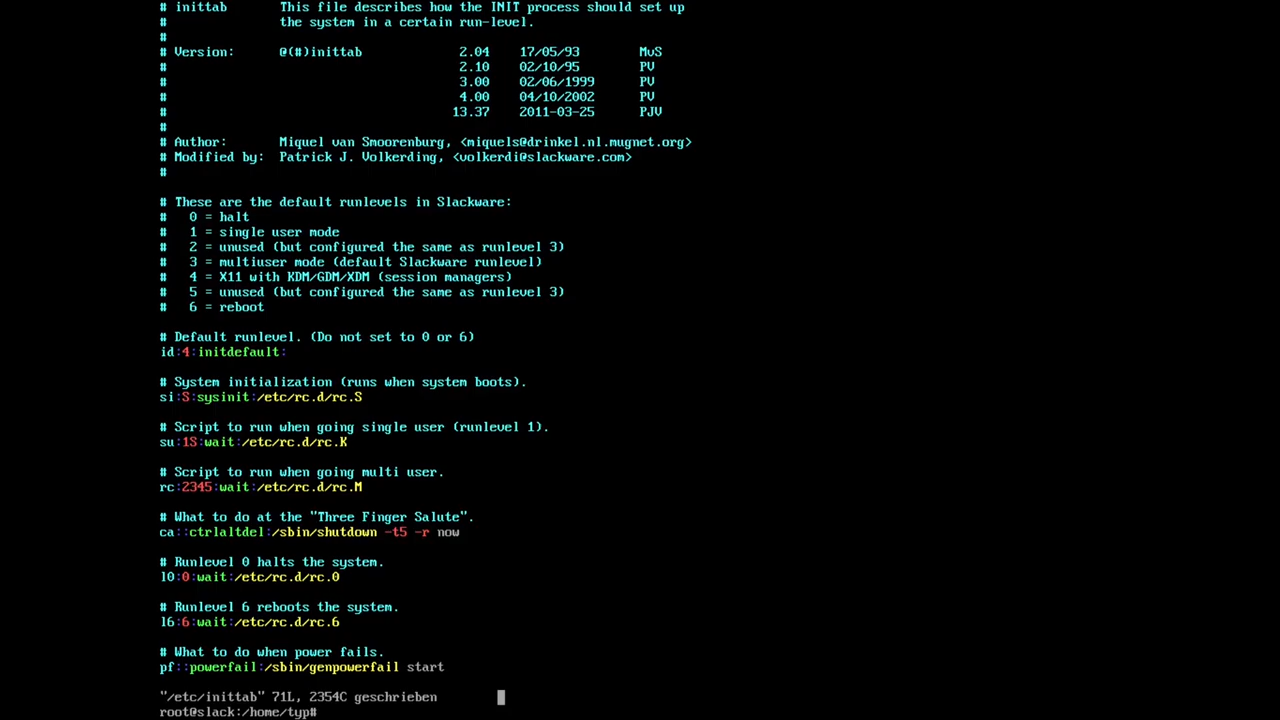 # inittab       This file describes how the INIT process should set up
#               the system in a certain run-level.
#
# Version:      @(#)inittab             2.04    17/05/93        MvS
#                                       2.10    02/10/95        PV
#                                       3.00    02/06/1999      PV
#                                       4.00    04/10/2002      PV
#                                      13.37    2011-03-25      PJV
#
# Author:       Miquel van Smoorenburg, <miquels@drinkel.nl.mugnet.org>
# Modified by:  Patrick J. Volkerding, <volkerdi@slackware.com>
#
# These are the default runlevels in Slackware:
#   0 = halt
#   1 = single user mode
#   2 = unused (but configured the same as runlevel 3)
#   3 = multiuser mode (default Slackware runlevel)
#   4 = X11 with KDM/GDM/XDM (session managers)
#   5 = unused (but configured the same as runlevel 3)
#   6 = reboot
# Default runlevel. (Do not set to 0 or 6)
id:4:initdefault:
# System initialization (runs when system boots).
si:S:sysinit:/etc/rc.d/rc.S
# Script to run when going single user (runlevel 1).
su:1S:wait:/etc/rc.d/rc.K
# Script to run when going multi user.
rc:2345:wait:/etc/rc.d/rc.M
# What to do at the "Three Finger Salute".
ca::ctrlaltdel:/sbin/shutdown -t5 -r now
# Runlevel 0 halts the system.
l0:0:wait:/etc/rc.d/rc.0
# Runlevel 6 reboots the system.
l6:6:wait:/etc/rc.d/rc.6
# What to do when power fails.
pf::powerfail:/sbin/genpowerfail start
"/etc/inittab" 71L, 2354C geschrieben
root@slack:/home/typ#